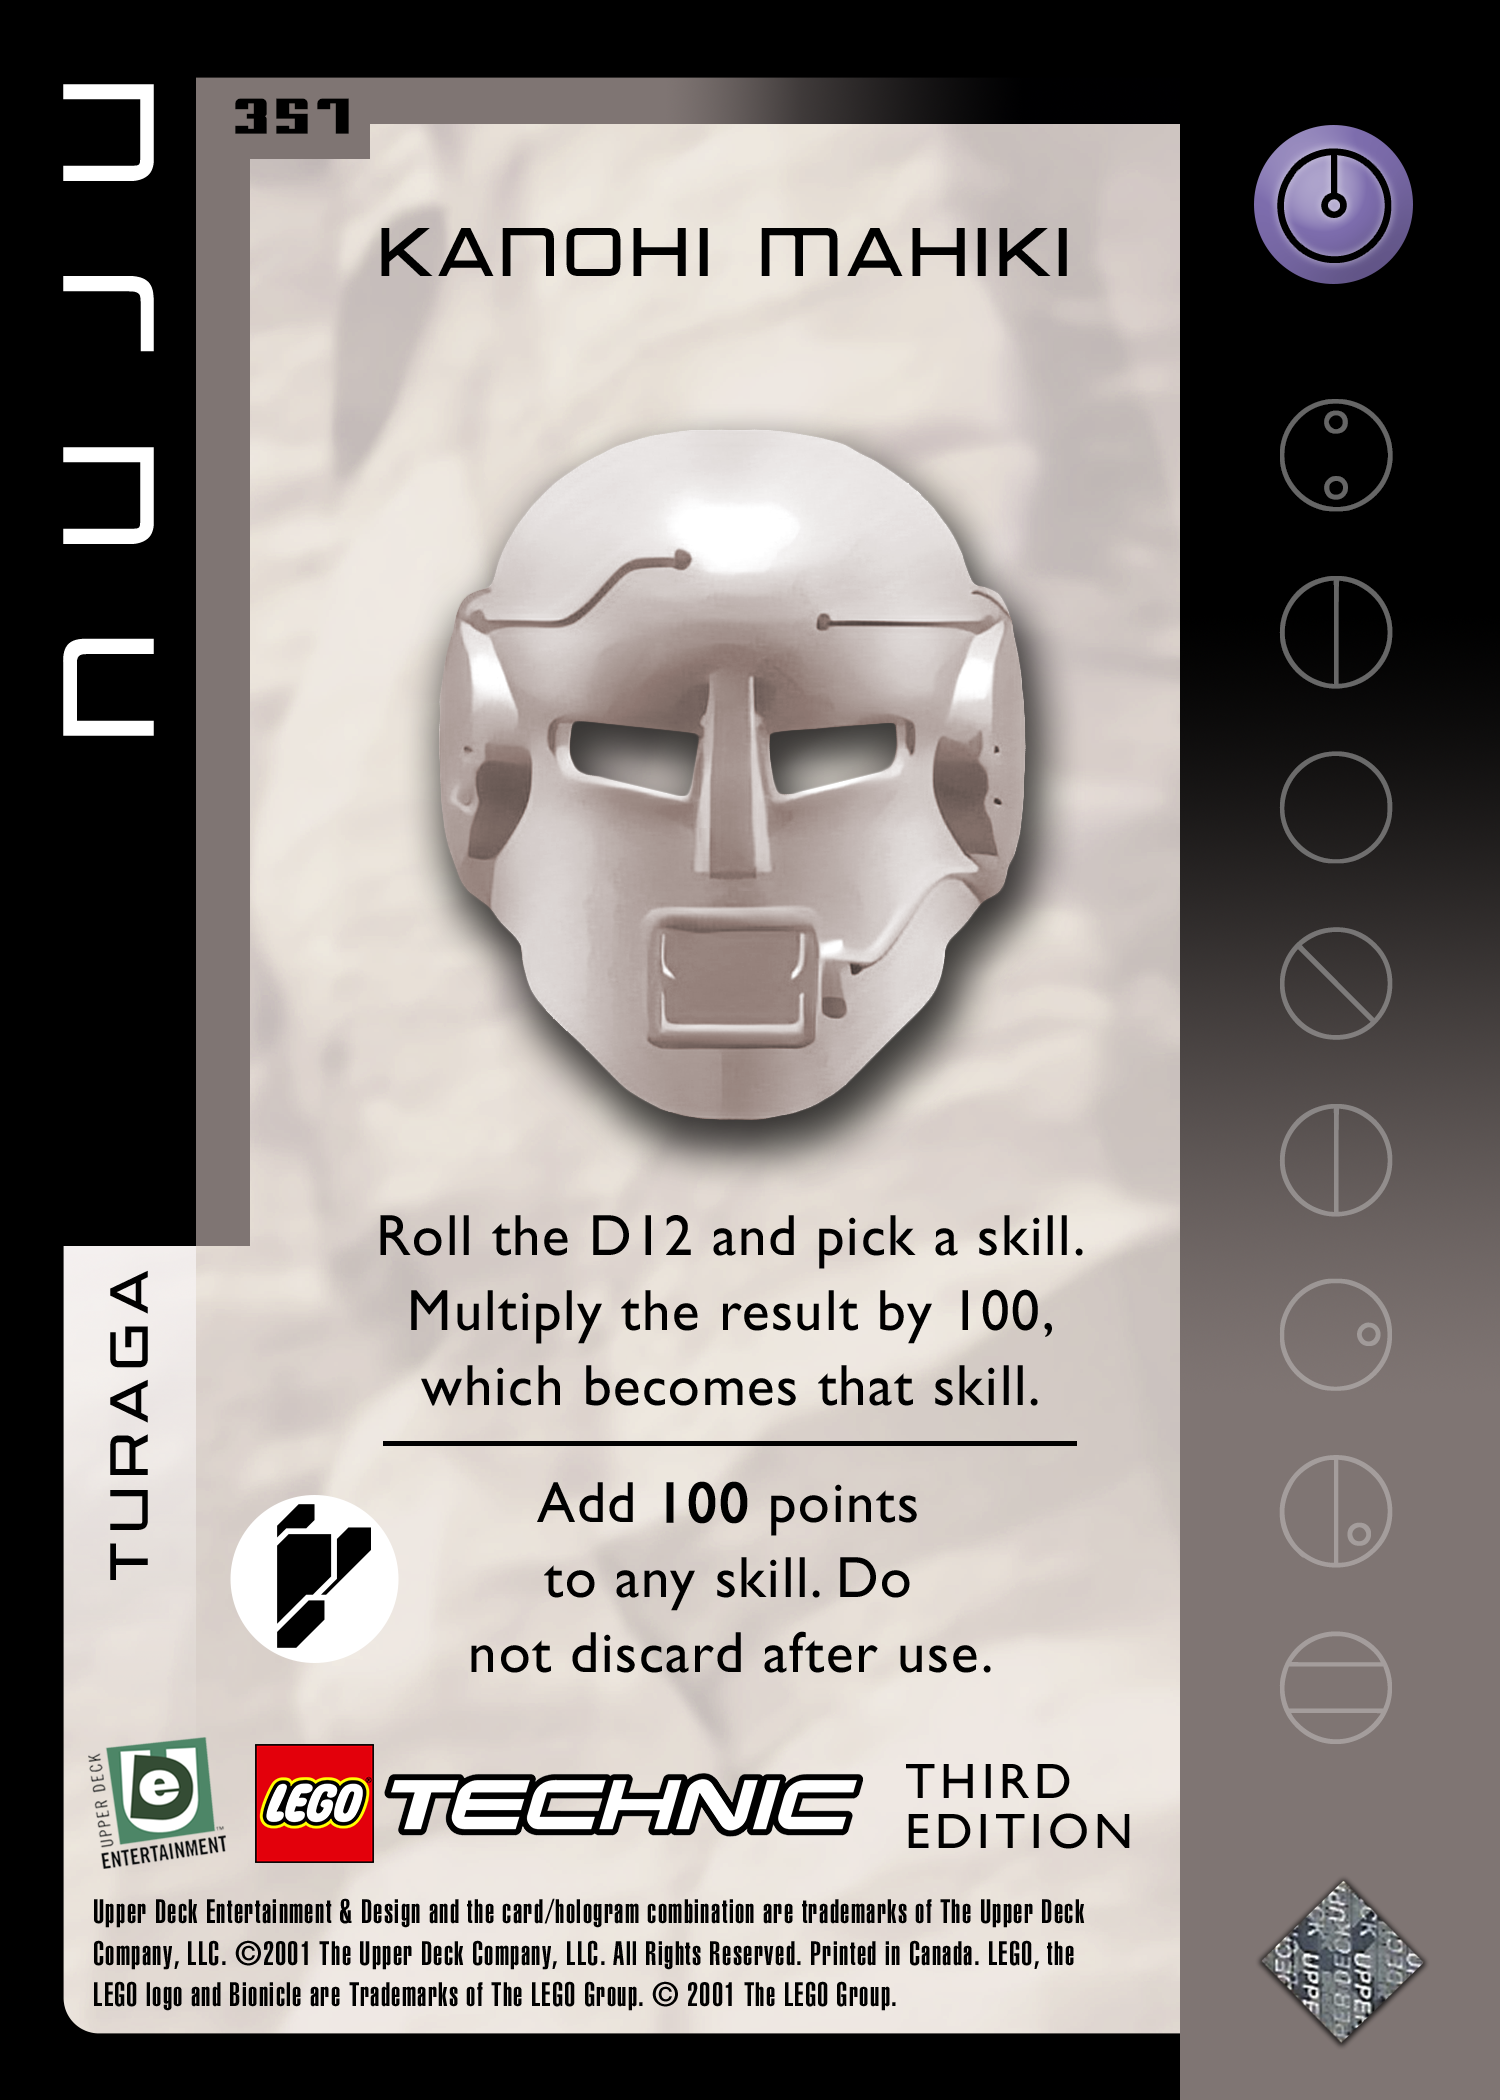 NUJU
357
KANOHI MAHIKI
Roll the D12 and pick a skill.
Multiply the result by 100,
which becomes that skill.
Add 100 points
to any skill. Do
not discard after use.
TURAGA
UPPER DECK
UDe
ENTERTAINMENT
LEGO TECHNIC
THIRD
EDITION
Upper Deck Entertainment & Design and the card/hologram combination are trademarks of The Upper Deck
Company, LLC. ©2001 The Upper Deck Company, LLC. All Rights Reserved. Printed in Canada. LEGO, the
LEGO logo and Bionicle are Trademarks of The LEGO Group. © 2001 The LEGO Group.